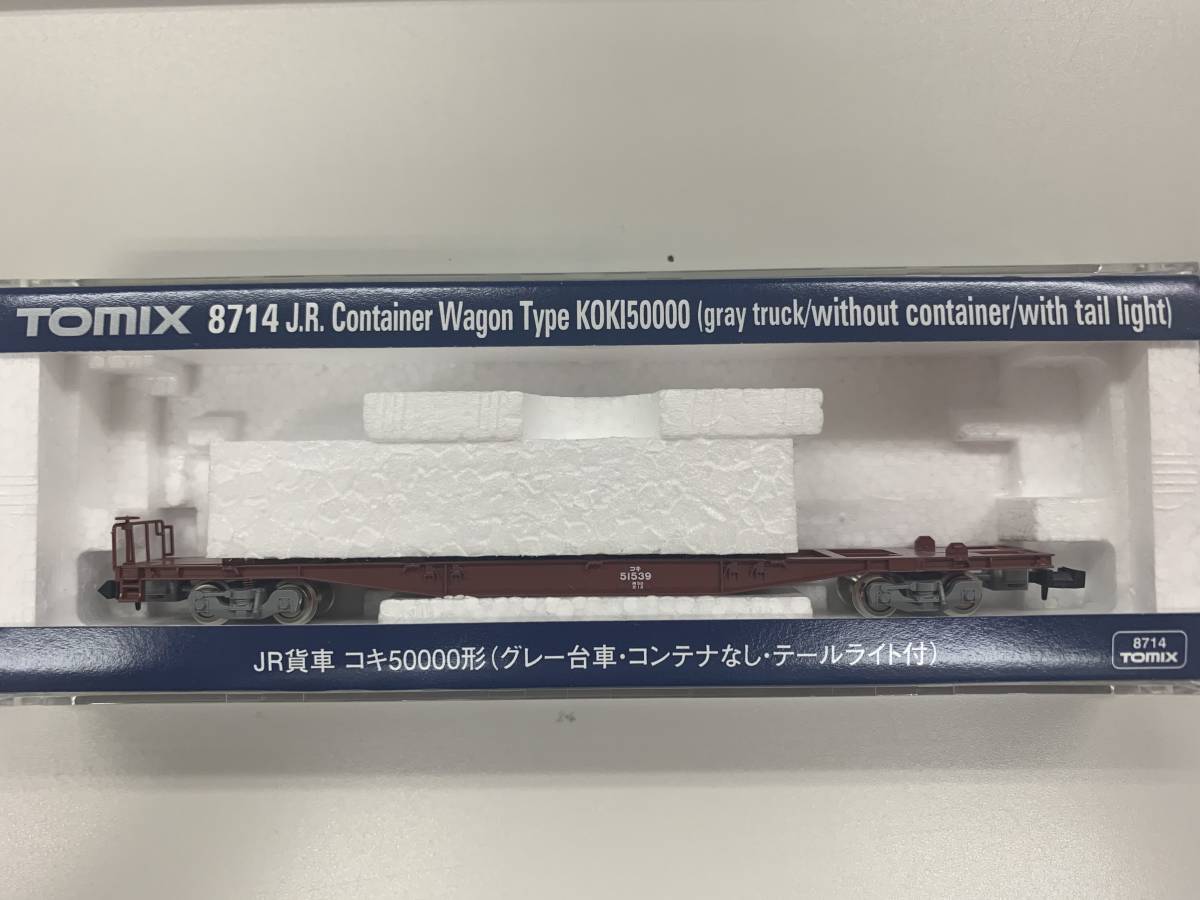 TOMIX 8714 J.R. Container Wagon Type KOKI50000 (gray truck/without container/with tail light)
コキ
51539
JR貨車 コキ50000形(グレー台車・コンテナなし・テールライト付)
8714
TOMIX